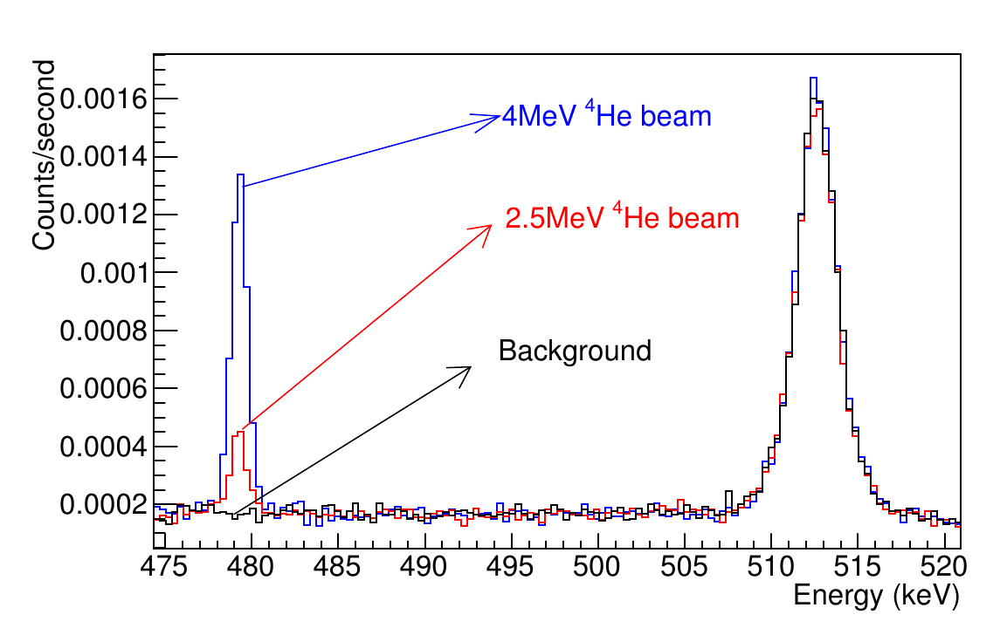 Counts/second
0.0016
0.0014
0.0012
0.001
0.0008
0.0006
0.0004
0.0002
4MeV ⁴He beam
2.5MeV ⁴He beam
Background
475 480 485 490 495 500 505 510 515 520
Energy (keV)